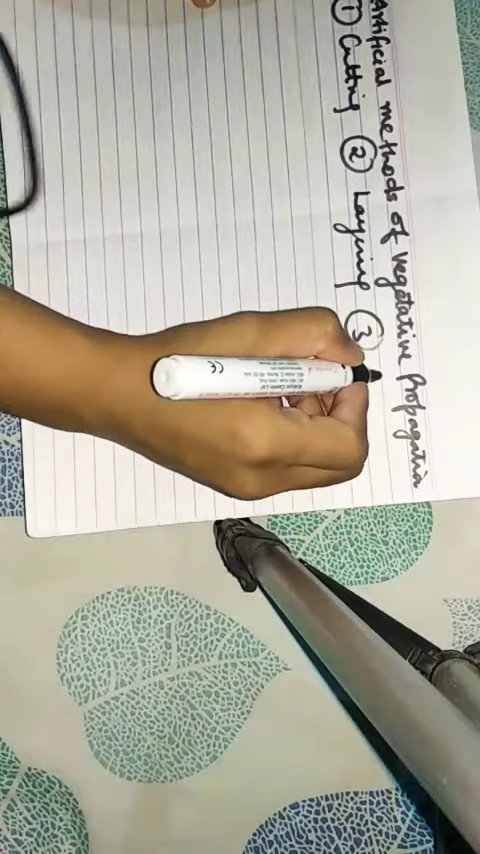 Artificial methods of vegetative Propagation
① Cutting ② Layering ③